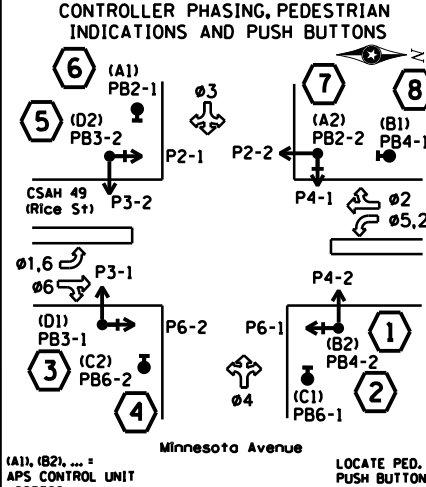 CONTROLLER PHASING, PEDESTRIAN
INDICATIONS AND PUSH BUTTONS
N
6
(A1)
PB2-1
ø3
7
8
5
(D2)
PB3-2
(A2)
PB2-2
(B1)
PB4-1
P2-1
P2-2
CSAH 49
(Rice St)
P3-2
P4-1
ø2
ø5,2
ø1,6
P3-1
P4-2
ø6
(D1)
PB3-1
P6-2
P6-1
1
(C2)
PB6-2
(B2)
PB4-2
3
4
ø4
(C1)
PB6-1
2
Minnesota Avenue
(A1), (B2), ... =
APS CONTROL UNIT
LOCATE PED.
PUSH BUTTON